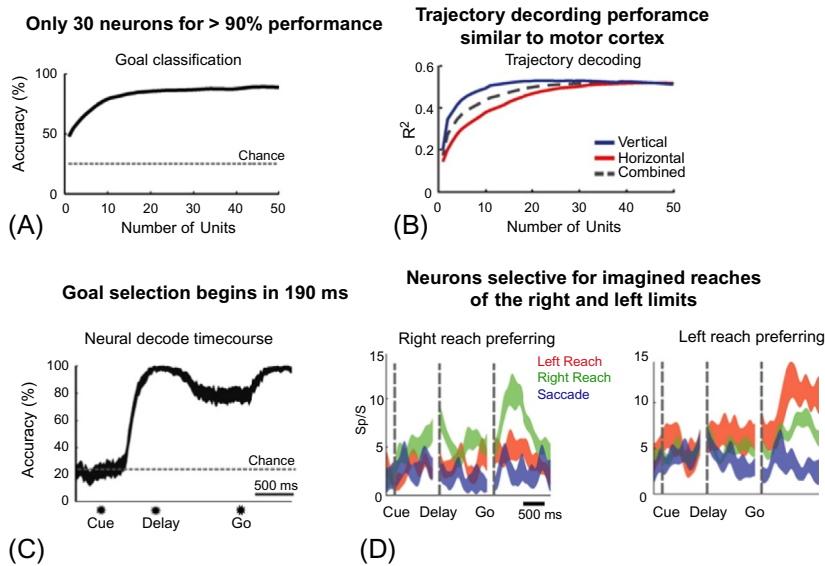 Only 30 neurons for > 90% performance
Goal classification
Accuracy (%)
100
50
0
Chance
0
10
20
30
40
50
Number of Units
(A)
Trajectory decording perforamce
similar to motor cortex
Trajectory decoding
R²
0.6
0.4
0.2
0
Vertical
Horizontal
Combined
0
10
20
30
40
50
Number of Units
(B)
Goal selection begins in 190 ms
Neural decode timecourse
Accuracy (%)
100
80
60
40
20
0
Chance
500 ms
Cue
Delay
Go
(C)
Neurons selective for imagined reaches
of the right and left limits
Right reach preferring
Sp/S
15
10
5
0
Left Reach
Right Reach
Saccade
Cue
Delay
Go
500 ms
Left reach preferring
15
10
5
0
Cue
Delay
Go
(D)